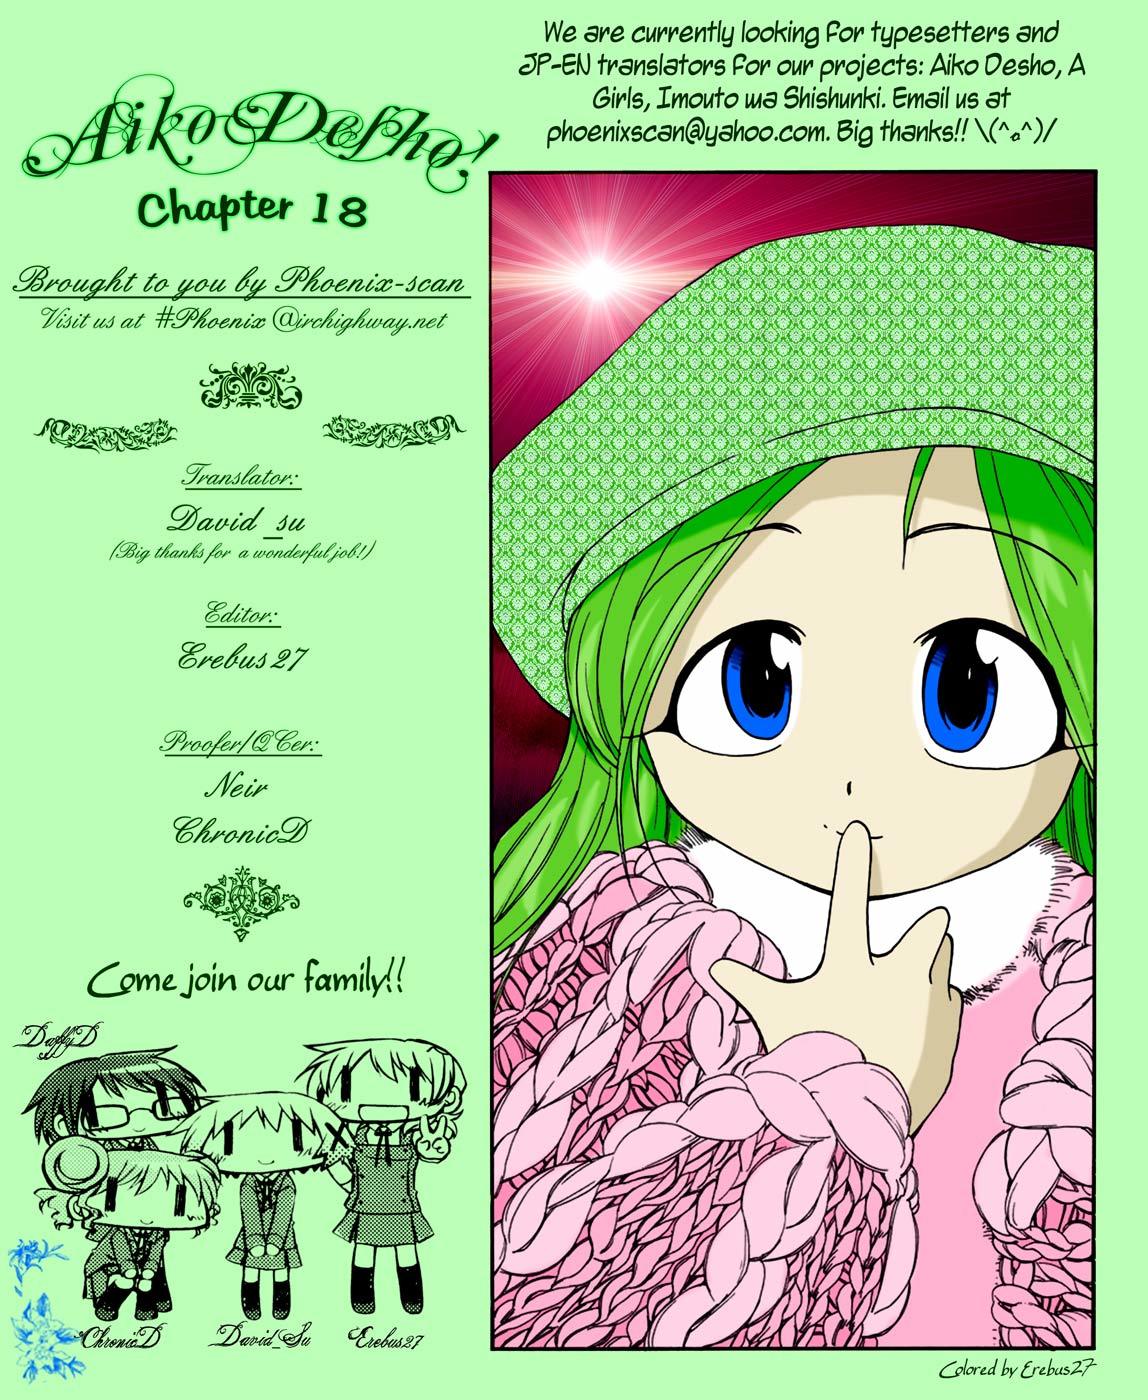 We are currently looking for typesetters and
JP-EN translators for our projects: Aiko Desho, A
Girls, Imouto wa Shishunki. Email us at
phoenixscan@yahoo.com. Big thanks!! \(^o^)/
Aiko Desho!
Chapter 18
Brought to you by Phoenix-scan
Visit us at #Phoenix @irchighway.net
Translator:
David_su
(Big thanks for a wonderful job!)
Editor:
Erebus27
Proofer/QCer:
Neir
ChronicD
Come join our family!!
DaffyD
ChronicD
David_Su
Erebus27
Colored by Erebus27